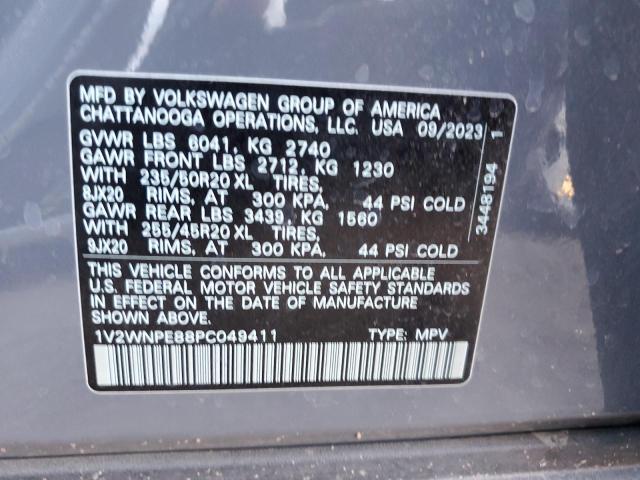 MFD BY VOLKSWAGEN GROUP OF AMERICA
CHATTANOOGA OPERATIONS, LLC. USA 09/2023
GVWR LBS 6041, KG 2740
GAWR FRONT LBS 2712, KG 1230
WITH 235/50R20 XL TIRES,
8JX20 RIMS, AT 300 KPA, 44 PSI COLD
GAWR REAR LBS 3439, KG 1560
WITH 255/45R20 XL TIRES,
9JX20 RIMS, AT 300 KPA, 44 PSI COLD
THIS VEHICLE CONFORMS TO ALL APPLICABLE
U.S. FEDERAL MOTOR VEHICLE SAFETY STANDARDS
IN EFFECT ON THE DATE OF MANUFACTURE
SHOWN ABOVE.
1V2WNPE88PC049411 TYPE: MPV
3448194 1